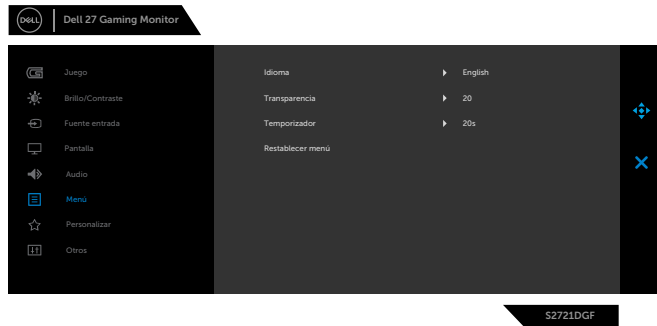 DELL
Dell 27 Gaming Monitor
Juego
Idioma English
Brillo/Contraste
Transparencia 20
Fuente entrada
Temporizador 20s
Pantalla
Restablecer menú
Audio
Menú
Personalizar
Otros
S2721DGF